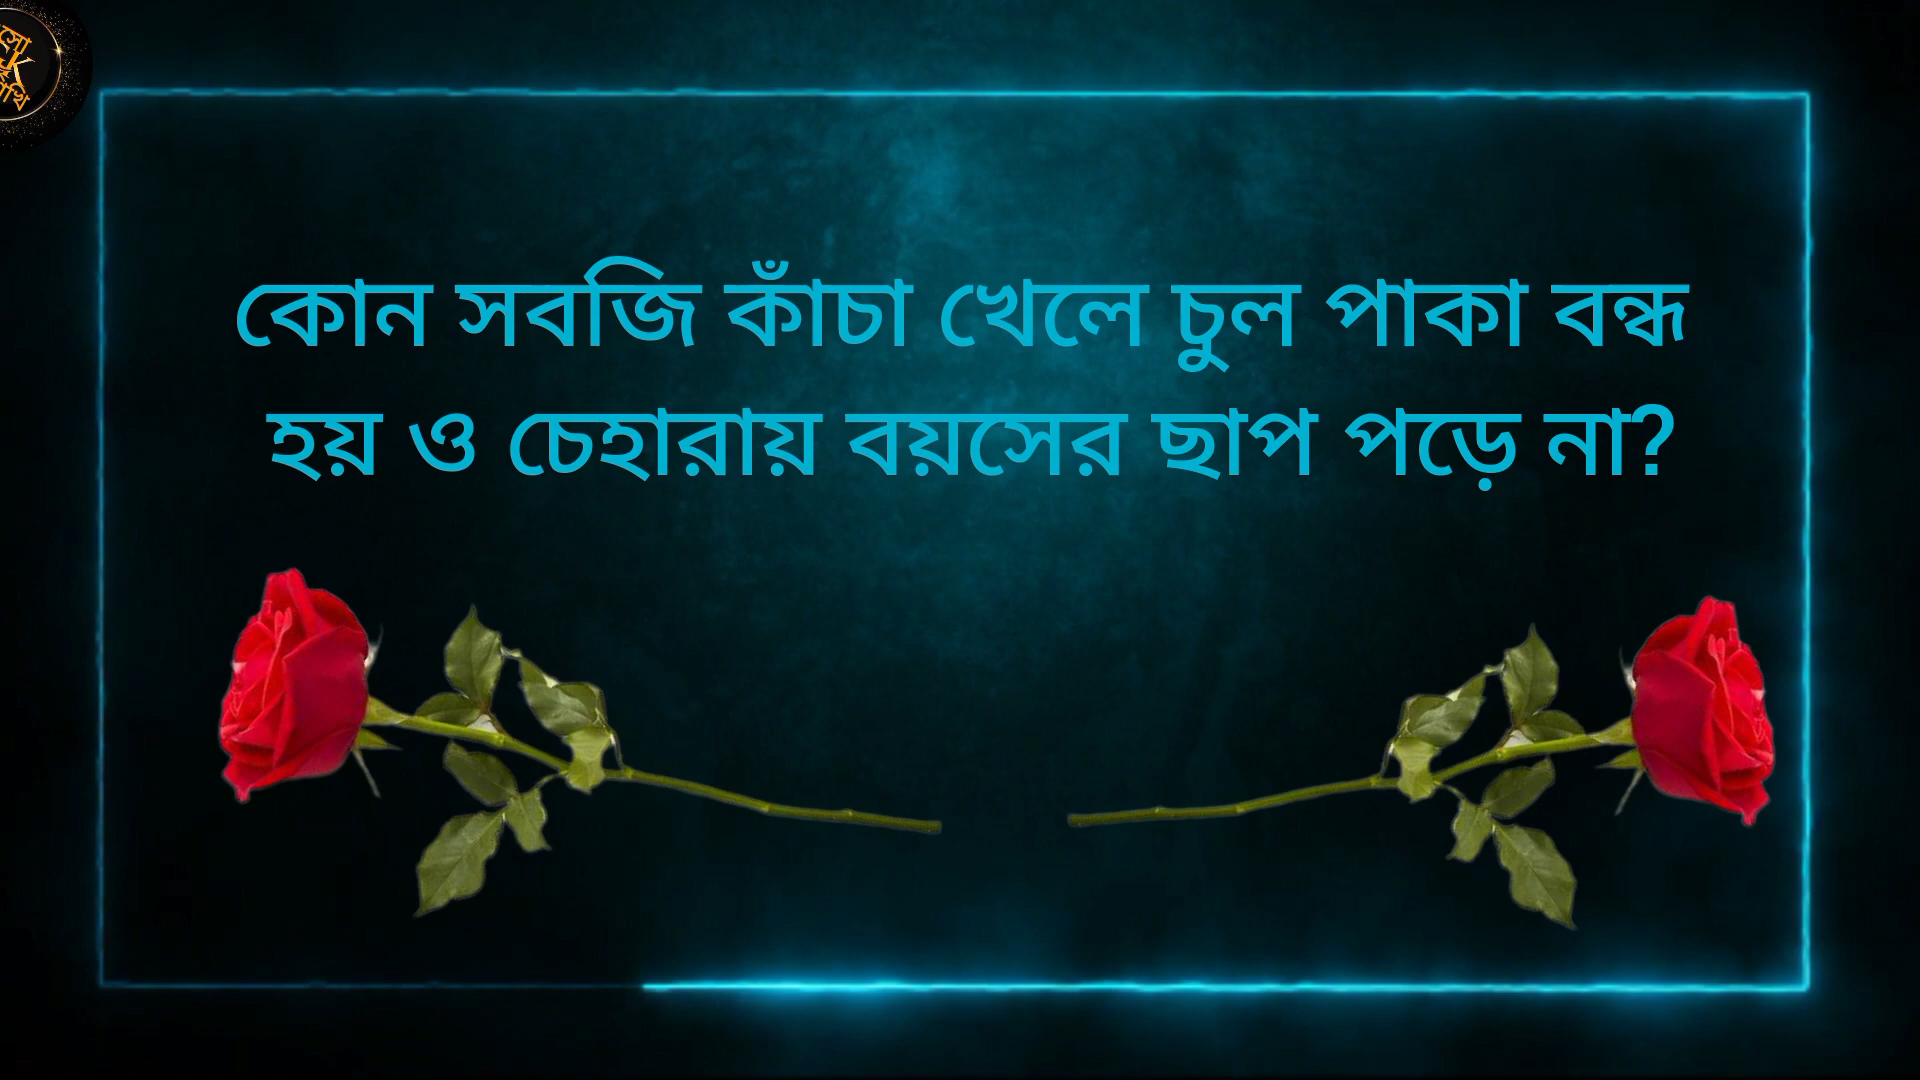 কোন সবজি কাঁচা খেলে চুল পাকা বন্ধ
হয় ও চেহারায় বয়সের ছাপ পড়ে না?